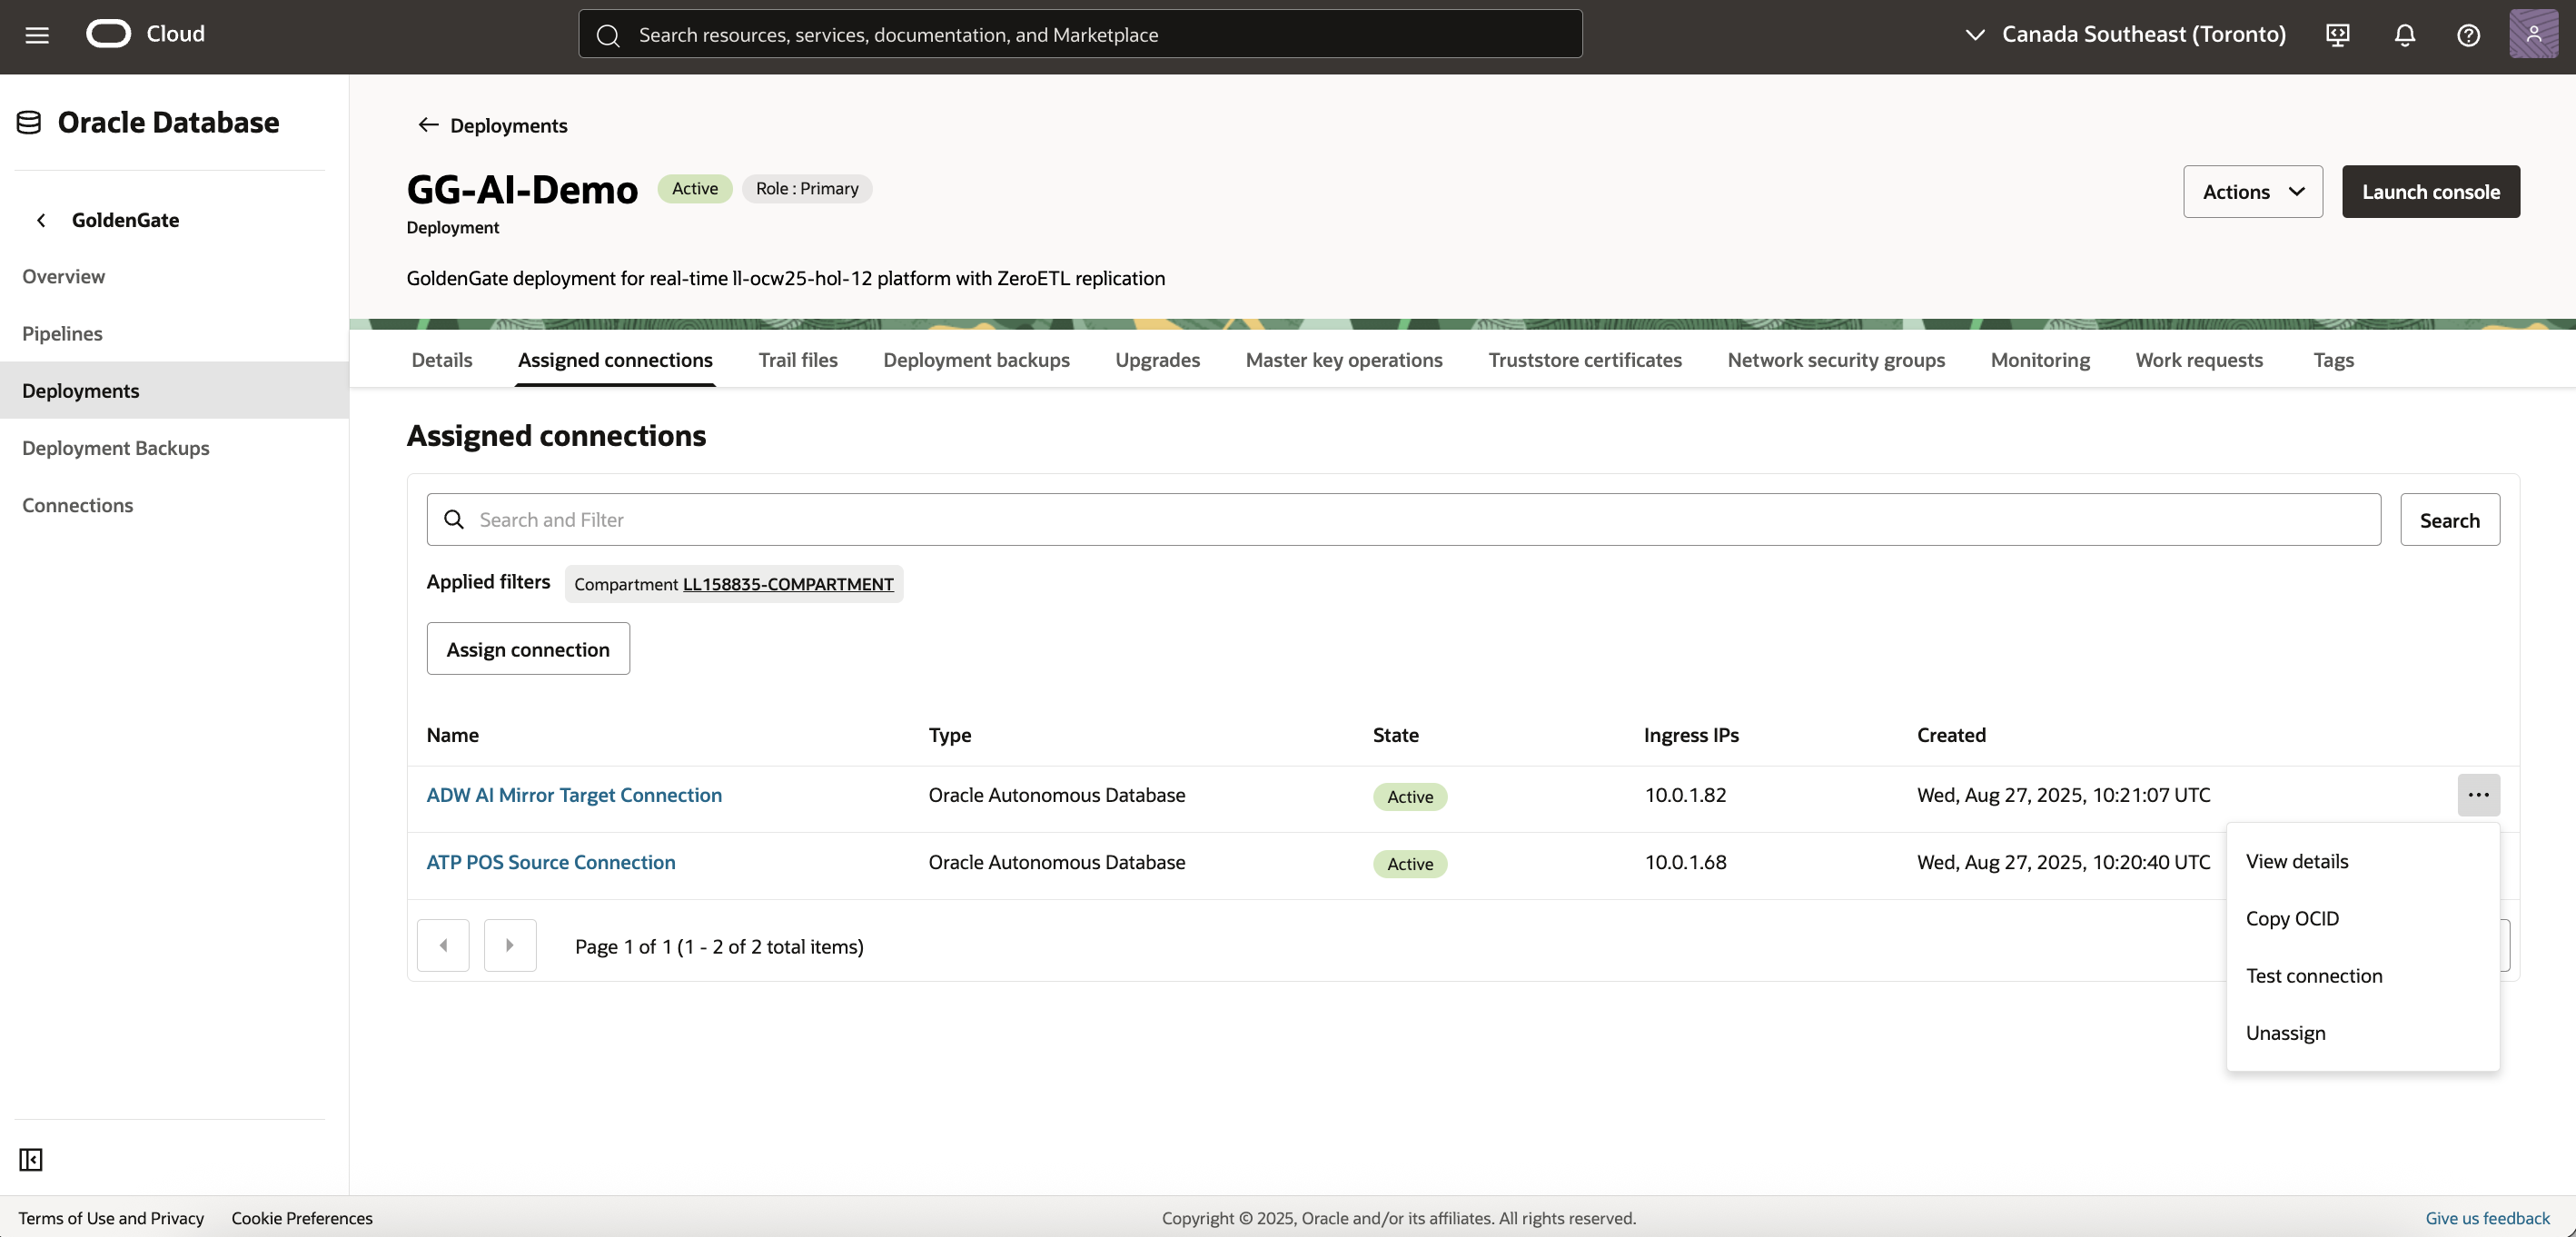 Cloud
Search resources, services, documentation, and Marketplace
Canada Southeast (Toronto)
Oracle Database
GoldenGate
Overview
Pipelines
Deployments
Deployment Backups
Connections
Deployments
GG-AI-Demo
Active
Role : Primary
Deployment
GoldenGate deployment for real-time ll-ocw25-hol-12 platform with ZeroETL replication
Actions
Launch console
Details
Assigned connections
Trail files
Deployment backups
Upgrades
Master key operations
Truststore certificates
Network security groups
Monitoring
Work requests
Tags
Assigned connections
Search and Filter
Search
Applied filters
Compartment LL158835-COMPARTMENT
Assign connection
Name Type State Ingress IPs Created
ADW AI Mirror Target Connection Oracle Autonomous Database Active 10.0.1.82 Wed, Aug 27, 2025, 10:21:07 UTC
ATP POS Source Connection Oracle Autonomous Database Active 10.0.1.68 Wed, Aug 27, 2025, 10:20:40 UTC
View details
Copy OCID
Test connection
Unassign
Page 1 of 1 (1 - 2 of 2 total items)
Terms of Use and Privacy
Cookie Preferences
Copyright © 2025, Oracle and/or its affiliates. All rights reserved.
Give us feedback